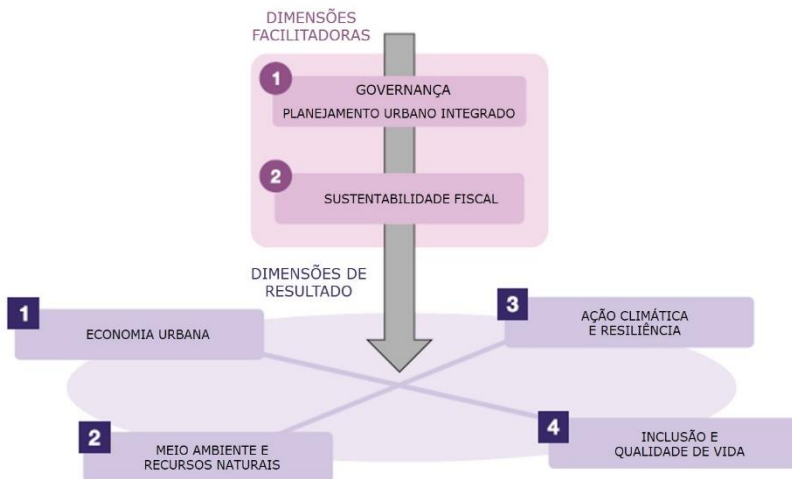 DIMENSÕES
FACILITADORAS
1
GOVERNANÇA
PLANEJAMENTO URBANO INTEGRADO
2
SUSTENTABILIDADE FISCAL
DIMENSÕES DE
RESULTADO
1
ECONOMIA URBANA
3
AÇÃO CLIMÁTICA
E RESILIÊNCIA
2
MEIO AMBIENTE E
RECURSOS NATURAIS
4
INCLUSÃO E
QUALIDADE DE VIDA